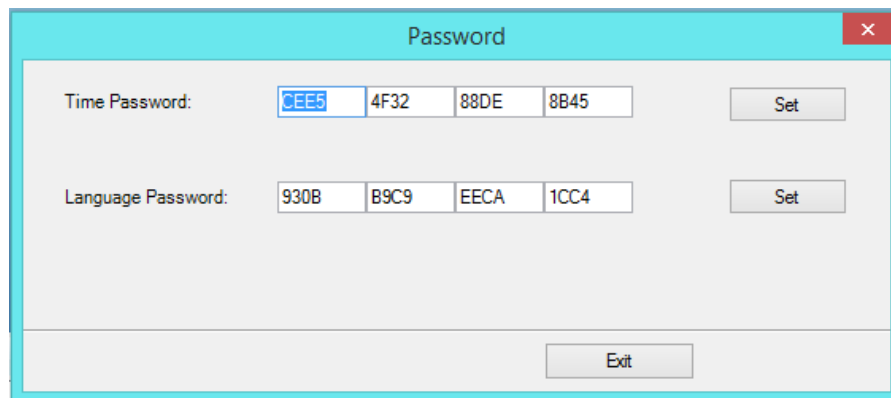 Password
Time Password: CEE5 4F32 88DE 8B45 Set
Language Password: 930B B9C9 EECA 1CC4 Set
Exit